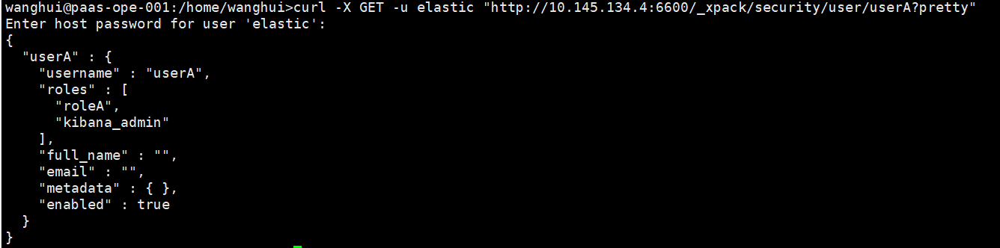 wanghui@paas-ope-001:/home/wanghui>curl -X GET -u elastic "http://10.145.134.4:6600/_xpack/security/user/userA?pretty"
Enter host password for user 'elastic':
{
  "userA" : {
    "username" : "userA",
    "roles" : [
      "roleA",
      "kibana_admin"
    ],
    "full_name" : "",
    "email" : "",
    "metadata" : { },
    "enabled" : true
  }
}